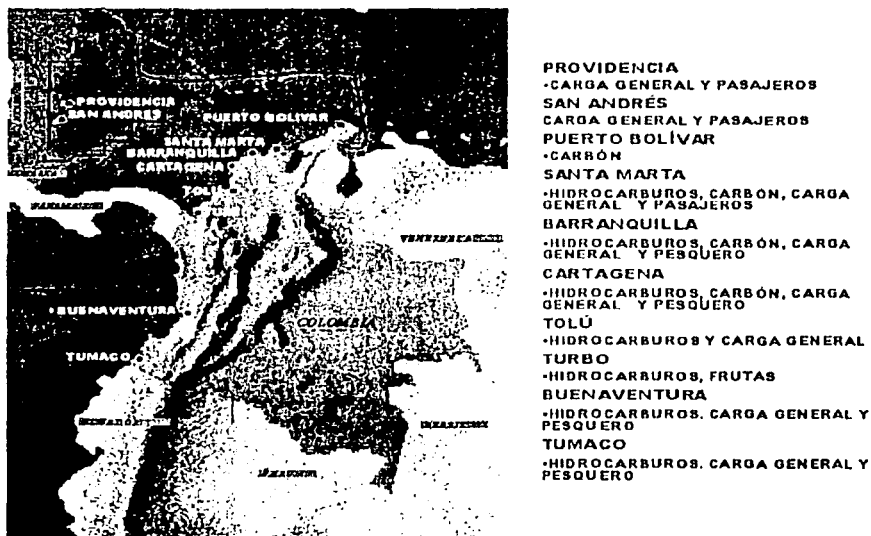 PROVIDENCIA
SAN ANDRES
PUERTO BOLIVAR
SANTA MARTA
BARRANQUILLA
CARTAGENA
TOLÚ
BUENAVENTURA
COLOMBIA
TUMACO
PROVIDENCIA
•CARGA GENERAL Y PASAJEROS
SAN ANDRÉS
CARGA GENERAL Y PASAJEROS
PUERTO BOLÍVAR
•CARBÓN
SANTA MARTA
•HIDROCARBUROS, CARBÓN, CARGA
GENERAL Y PASAJEROS
BARRANQUILLA
•HIDROCARBUROS, CARBÓN, CARGA
GENERAL Y PESQUERO
CARTAGENA
•HIDROCARBUROS, CARBÓN, CARGA
GENERAL Y PESQUERO
TOLÚ
•HIDROCARBUROS Y CARGA GENERAL
TURBO
•HIDROCARBUROS, FRUTAS
BUENAVENTURA
•HIDROCARBUROS. CARGA GENERAL Y
PESQUERO
TUMACO
•HIDROCARBUROS. CARGA GENERAL Y
PESQUERO